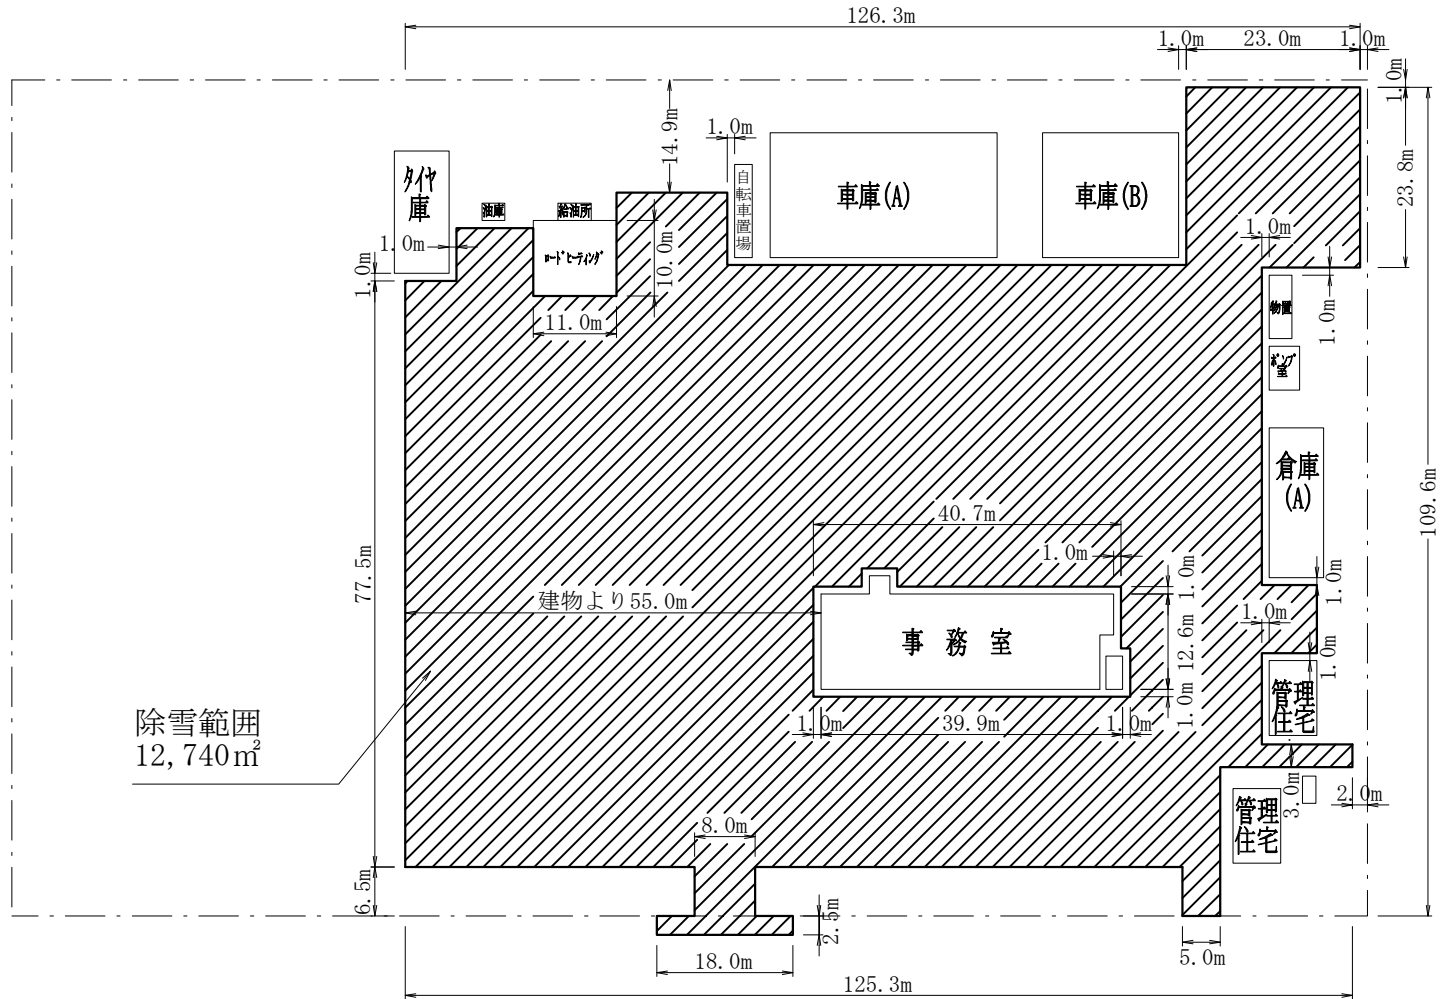 126.3m
1.0m
23.0m
1.0m
1.0m
14.9m
1.0m
タイヤ
庫
油庫
給油所
自転車置場
車庫(A)
車庫(B)
23.8m
1.0m
1.0m
1.0m
ロードヒーティング
10.0m
11.0m
物置
1.0m
ポンプ
室
倉庫
(A)
109.6m
40.7m
1.0m
1.0m
1.0m
77.5m
建物より55.0m
事務室
12.6m
1.0m
1.0m
1.0m
管理
住宅
1.0m
39.9m
1.0m
除雪範囲
12,740㎡
3.0m
2.0m
管理
住宅
8.0m
6.5m
2.5m
18.0m
5.0m
125.3m